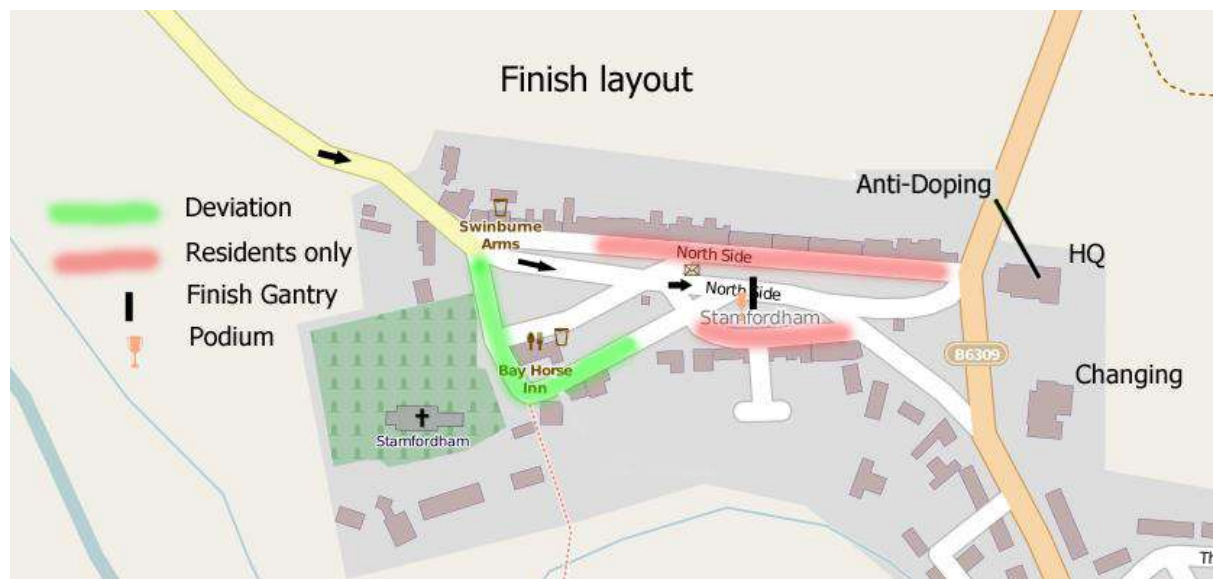 Finish layout
Anti-Doping
Deviation
Swinburne
Arms
Residents only
North Side
HQ
Finish Gantry
North Side
Stamfordham
Podium
B6309
Bay Horse
Inn
Changing
Stamfordham
Th